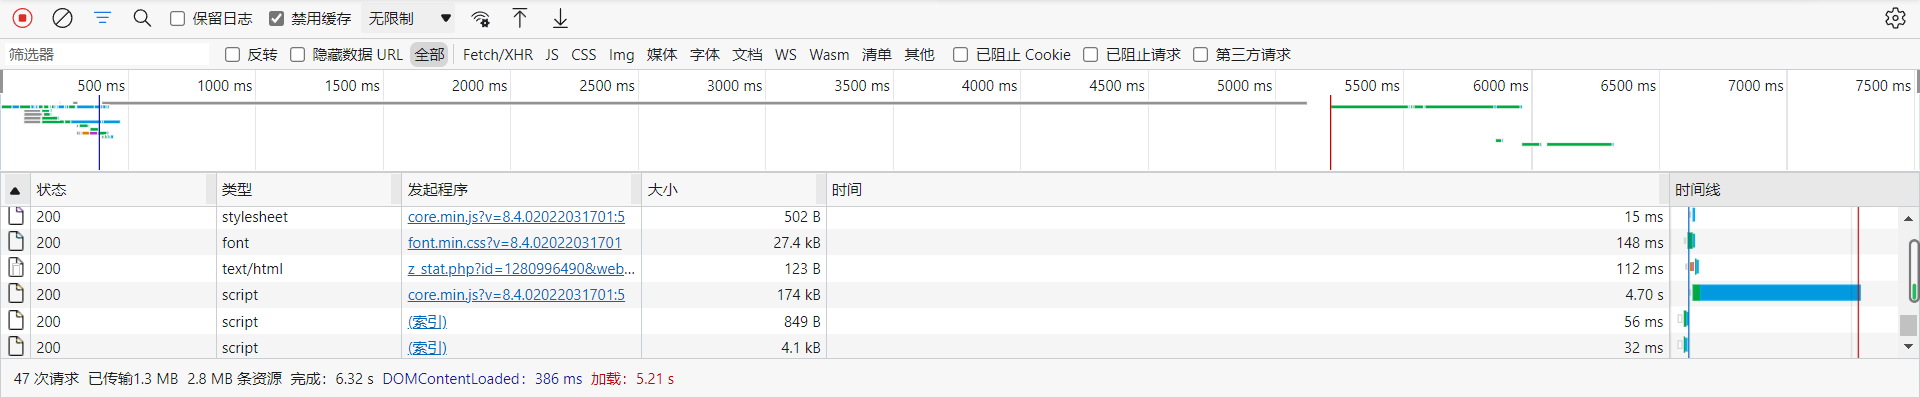 保留日志 禁用缓存 无限制
筛选器 反转 隐藏数据 URL 全部 Fetch/XHR JS CSS Img 媒体 字体 文档 WS Wasm 清单 其他 已阻止 Cookie 已阻止请求 第三方请求
500 ms 1000 ms 1500 ms 2000 ms 2500 ms 3000 ms 3500 ms 4000 ms 4500 ms 5000 ms 5500 ms 6000 ms 6500 ms 7000 ms 7500 ms
状态 类型 发起程序 大小 时间 时间线
200 stylesheet core.min.js?v=8.4.02022031701:5 502 B 15 ms
200 font font.min.css?v=8.4.02022031701 27.4 kB 148 ms
200 text/html z_stat.php?id=1280996490&web... 123 B 112 ms
200 script core.min.js?v=8.4.02022031701:5 174 kB 4.70 s
200 script (索引) 849 B 56 ms
200 script (索引) 4.1 kB 32 ms
47 次请求 已传输1.3 MB 2.8 MB 条资源 完成：6.32 s DOMContentLoaded：386 ms 加载：5.21 s